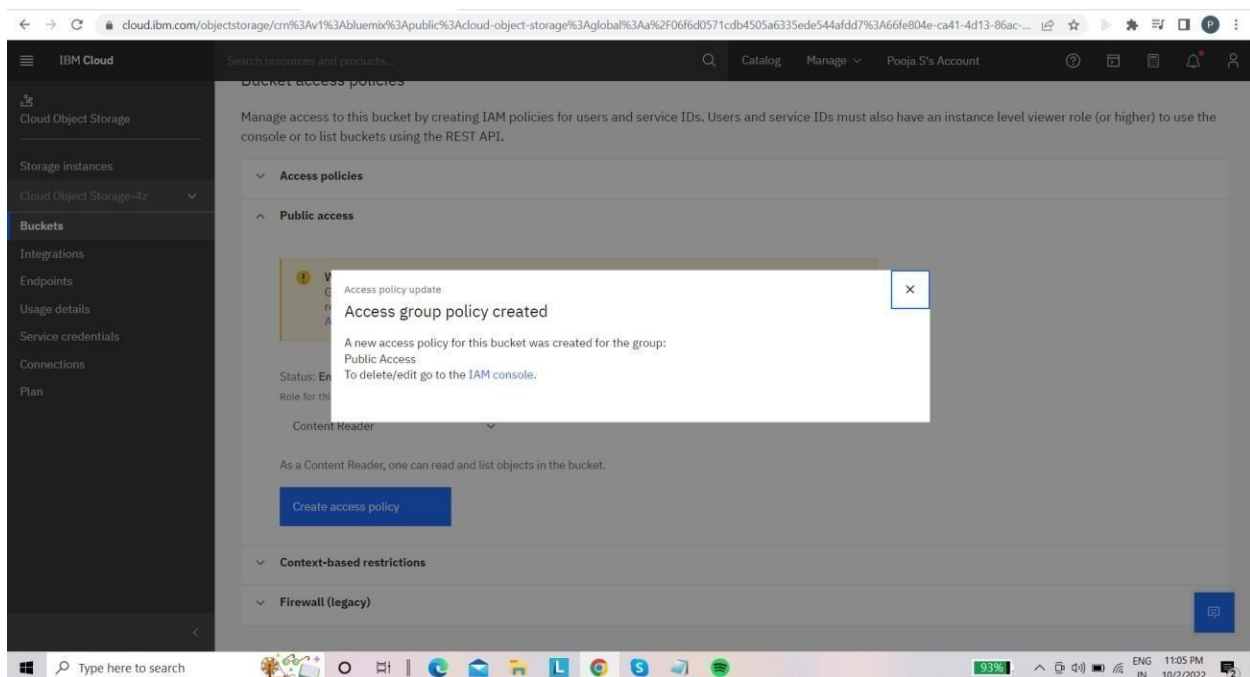 cloud.ibm.com/objectstorage/crn%3Av1%3Abluemix%3Apublic%3Acloud-object-storage%3Aglobal%3Aa%2F06f6d0571cdb4505a6335ede544afdd7%3A66fe804e-ca41-4d13-86ac-...
P
IBM Cloud
Search resources and products...
Catalog
Manage
Pooja S's Account
Bucket access policies
Cloud Object Storage
Manage access to this bucket by creating IAM policies for users and service IDs. Users and service IDs must also have an instance level viewer role (or higher) to use the
console or to list buckets using the REST API.
Storage instances
Cloud Object Storage-4z
Buckets
Integrations
Endpoints
Usage details
Service credentials
Connections
Plan
Access policies
Public access
Access policy update
Access group policy created
A new access policy for this bucket was created for the group:
Public Access
To delete/edit go to the IAM console.
Status:
Role for
Content Reader
As a Content Reader, one can read and list objects in the bucket.
Create access policy
Context-based restrictions
Firewall (legacy)
Type here to search
L
S
93%
ENG
IN
11:05 PM
10/2/2022
2